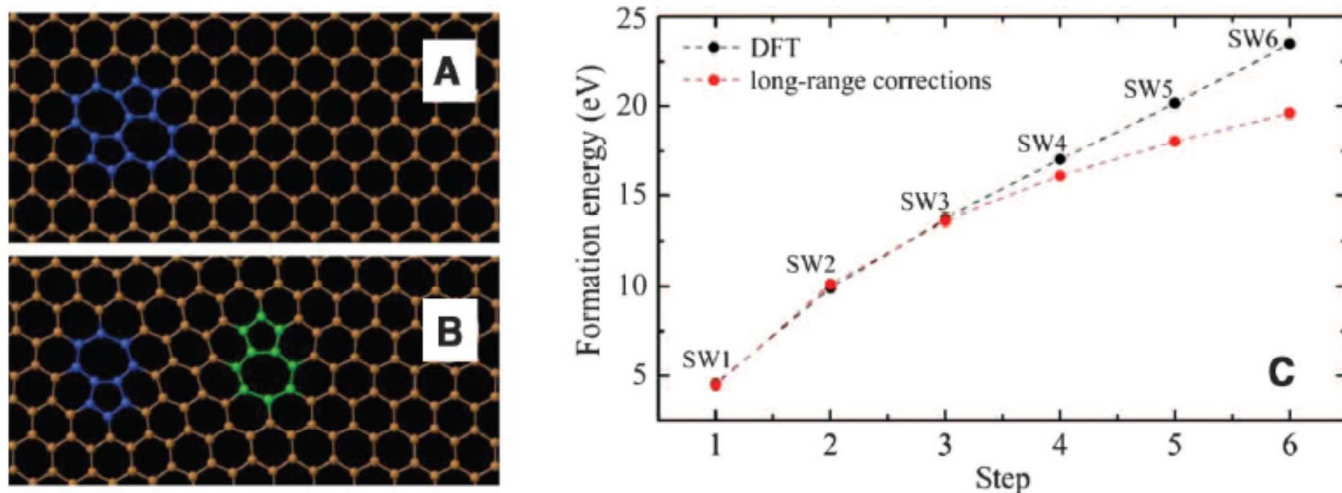 A
B
25
20
15
10
5
Formation energy (eV)
DFT
long-range corrections
SW1
SW2
SW3
SW4
SW5
SW6
C
1 2 3 4 5 6
Step